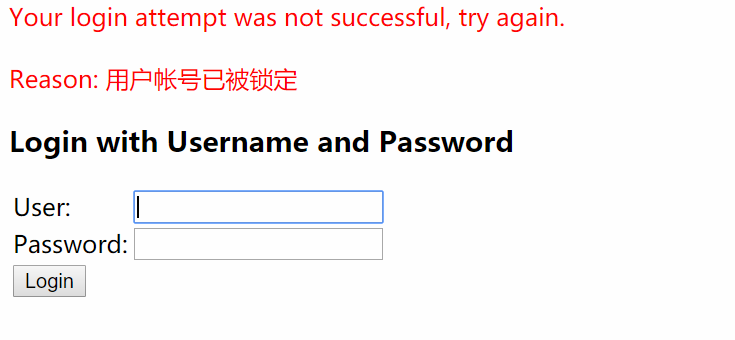 Your login attempt was not successful, try again.
Reason: 用户帐号已被锁定
Login with Username and Password
User:
Password:
Login